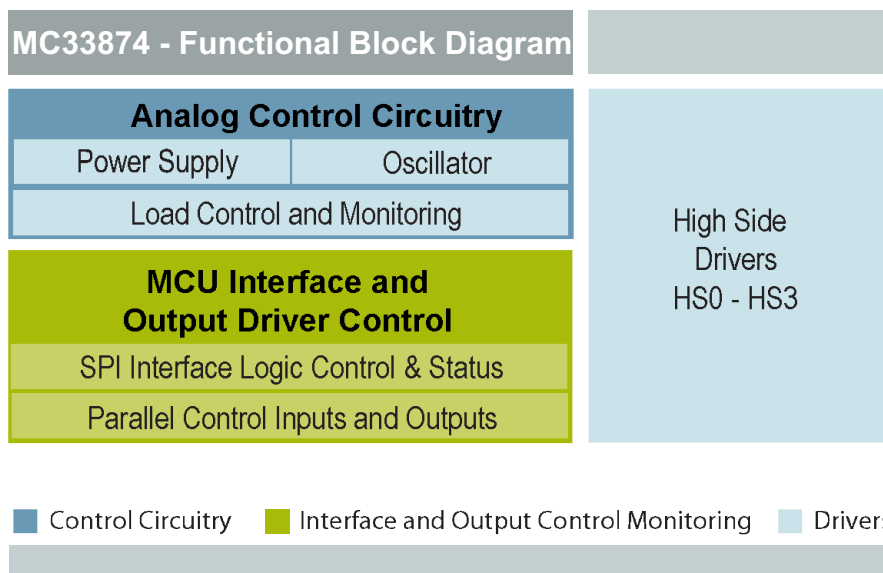 MC33874 - Functional Block Diagram
Analog Control Circuitry
Power Supply
Oscillator
Load Control and Monitoring
MCU Interface and
Output Driver Control
SPI Interface Logic Control & Status
Parallel Control Inputs and Outputs
High Side
Drivers
HS0 - HS3
Control Circuitry
Interface and Output Control Monitoring
Drivers